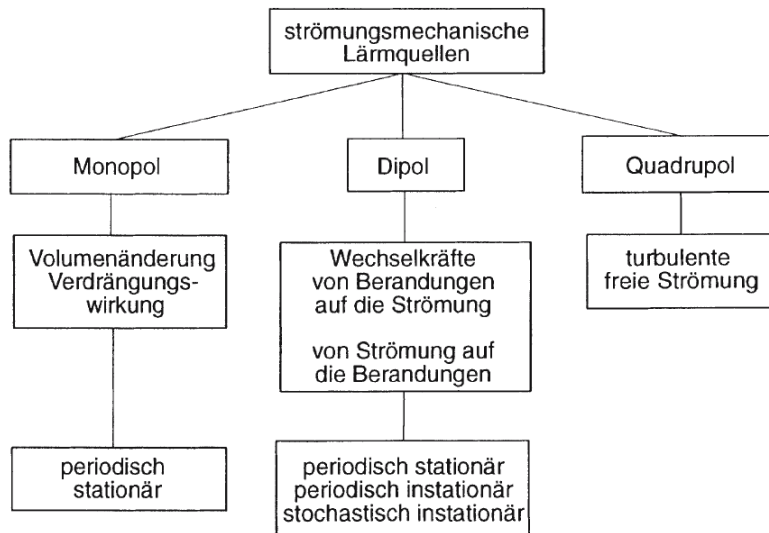 strömungsmechanische
Lärmquellen
Monopol
Dipol
Quadrupol
Volumenänderung
Verdrängungs-
wirkung
Wechselkräfte
von Berandungen
auf die Strömung
von Strömung auf
die Berandungen
turbulente
freie Strömung
periodisch
stationär
periodisch stationär
periodisch instationär
stochastisch instationär